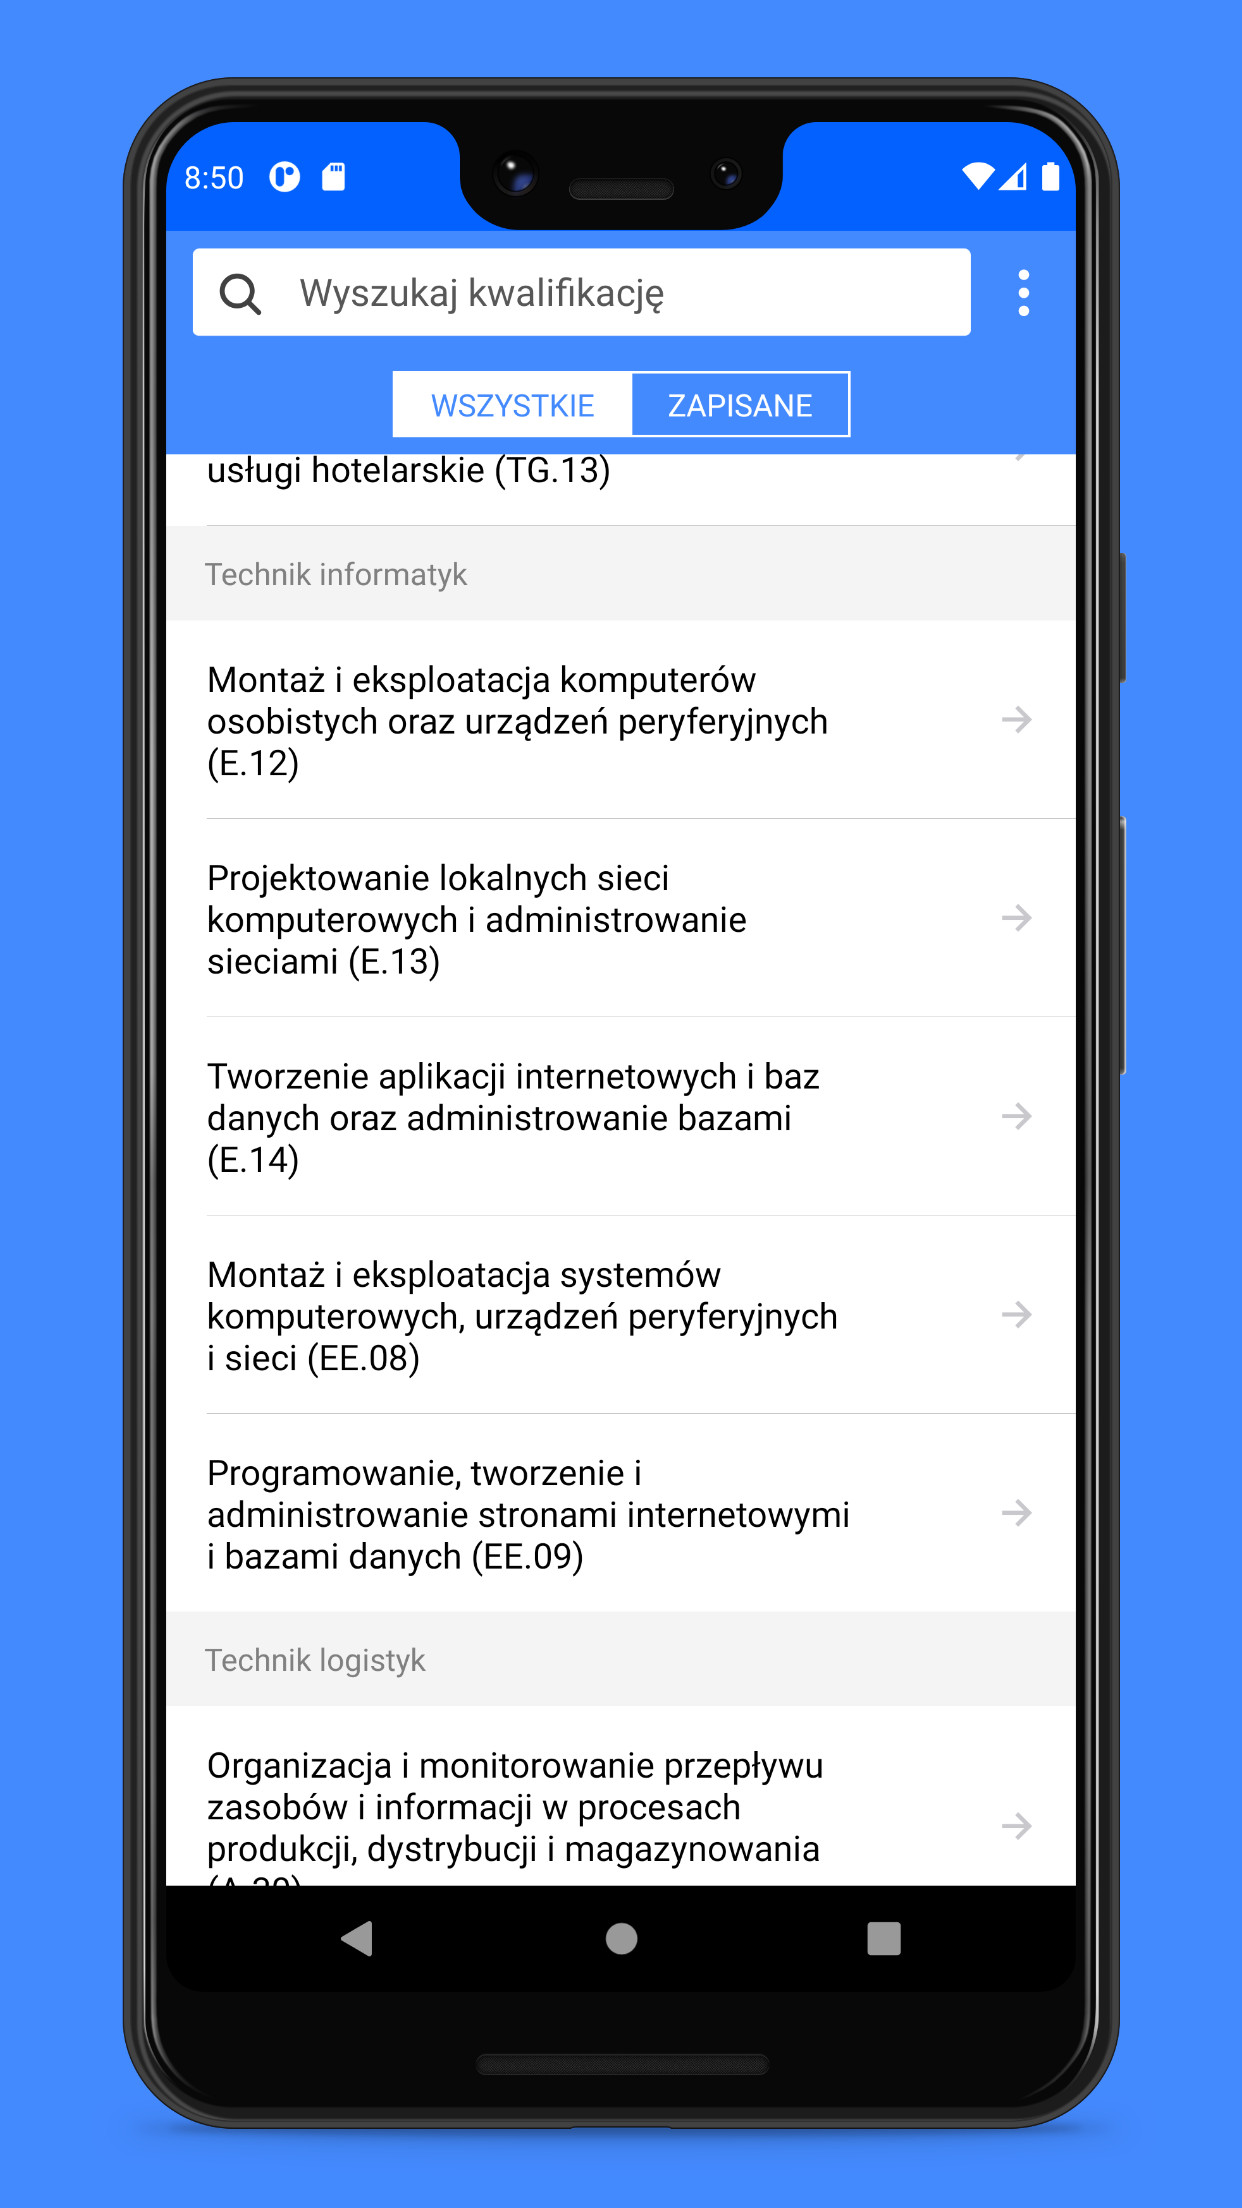 8:50
Wyszukaj kwalifikację
WSZYSTKIE
ZAPISANE
usługi hotelarskie (TG.13)
Technik informatyk
Montaż i eksploatacja komputerów
osobistych oraz urządzeń peryferyjnych
(E.12)
Projektowanie lokalnych sieci
komputerowych i administrowanie
sieciami (E.13)
Tworzenie aplikacji internetowych i baz
danych oraz administrowanie bazami
(E.14)
Montaż i eksploatacja systemów
komputerowych, urządzeń peryferyjnych
i sieci (EE.08)
Programowanie, tworzenie i
administrowanie stronami internetowymi
i bazami danych (EE.09)
Technik logistyk
Organizacja i monitorowanie przepływu
zasobów i informacji w procesach
produkcji, dystrybucji i magazynowania